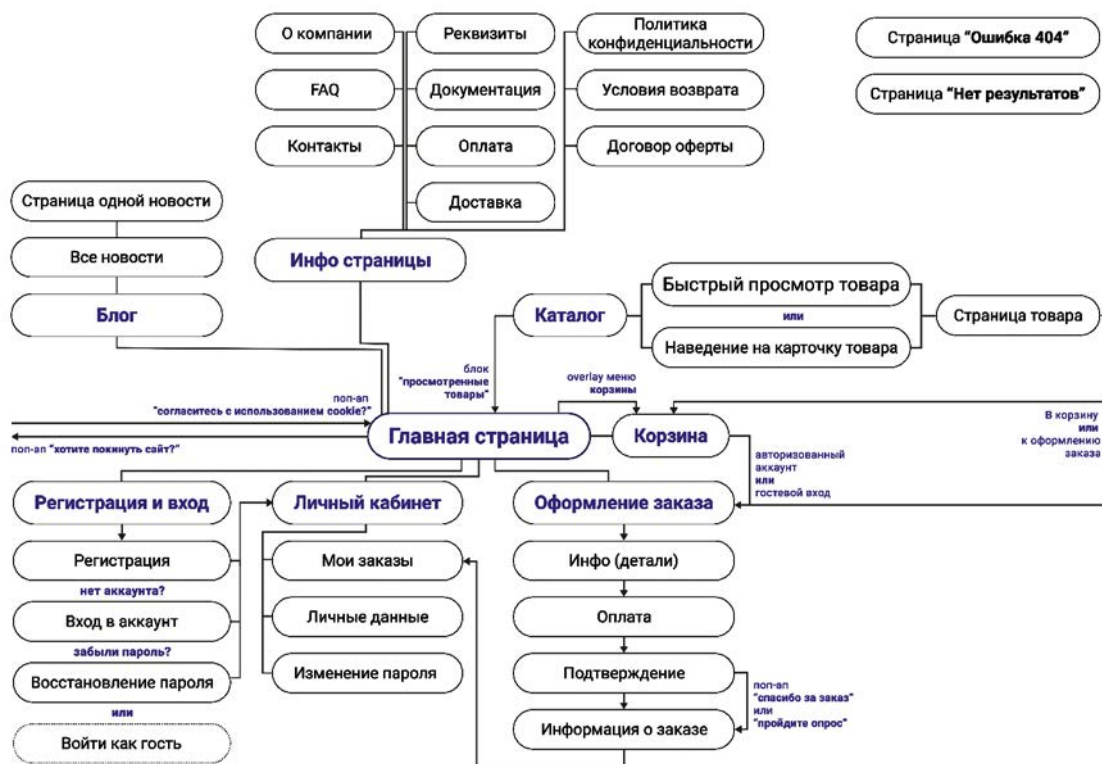 О компании
Реквизиты
Политика
конфиденциальности
Страница "Ошибка 404"
FAQ
Документация
Условия возврата
Страница "Нет результатов"
Контакты
Оплата
Договор оферты
Доставка
Страница одной новости
Все новости
Блог
Инфо страницы
Каталог
Быстрый просмотр товара
или
Наведение на карточку товара
Страница товара
блок
"просмотренные
товары"
overlay меню
корзины
поп-ап
"согласитесь с использованием cookie?"
поп-ап "хотите покинуть сайт?"
Главная страница
Корзина
В корзину
или
к оформлению
заказа
авторизованный
аккаунт
или
гостевой вход
Регистрация и вход
Личный кабинет
Оформление заказа
Регистрация
нет аккаунта?
Вход в аккаунт
забыли пароль?
Восстановление пароля
или
Войти как гость
Мои заказы
Личные данные
Изменение пароля
Инфо (детали)
Оплата
Подтверждение
поп-ап
"спасибо за заказ"
или
"пройдите опрос"
Информация о заказе